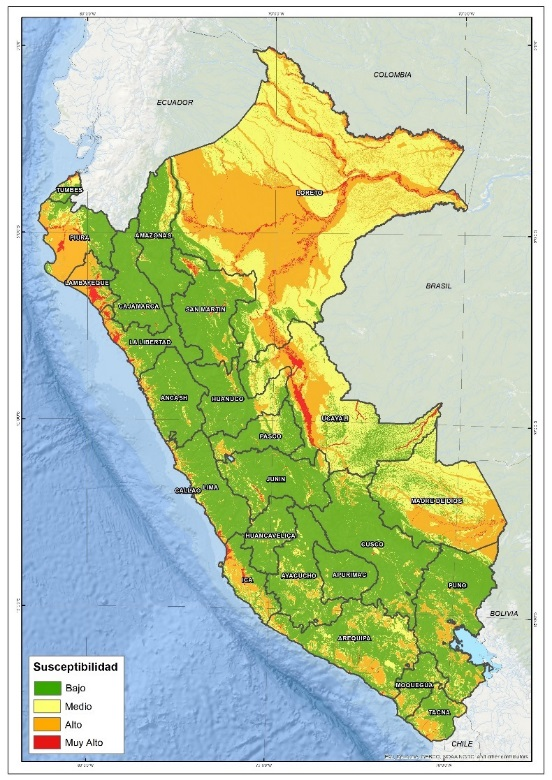 COLOMBIA
ECUADOR
TUMBES
LORETO
PIURA
AMAZONAS
LAMBAYEQUE
BRASIL
CAJAMARCA
SAN MARTIN
LA LIBERTAD
ANCASH
HUANUCO
UCAYALI
PASCO
JUNIN
CALLAO
LIMA
MADRE DE DIOS
HUANCAVELICA
CUSCO
ICA
AYACUCHO
APURIMAC
PUNO
BOLIVIA
AREQUIPA
MOQUEGUA
TACNA
CHILE
Susceptibilidad
Bajo
Medio
Alto
Muy Alto